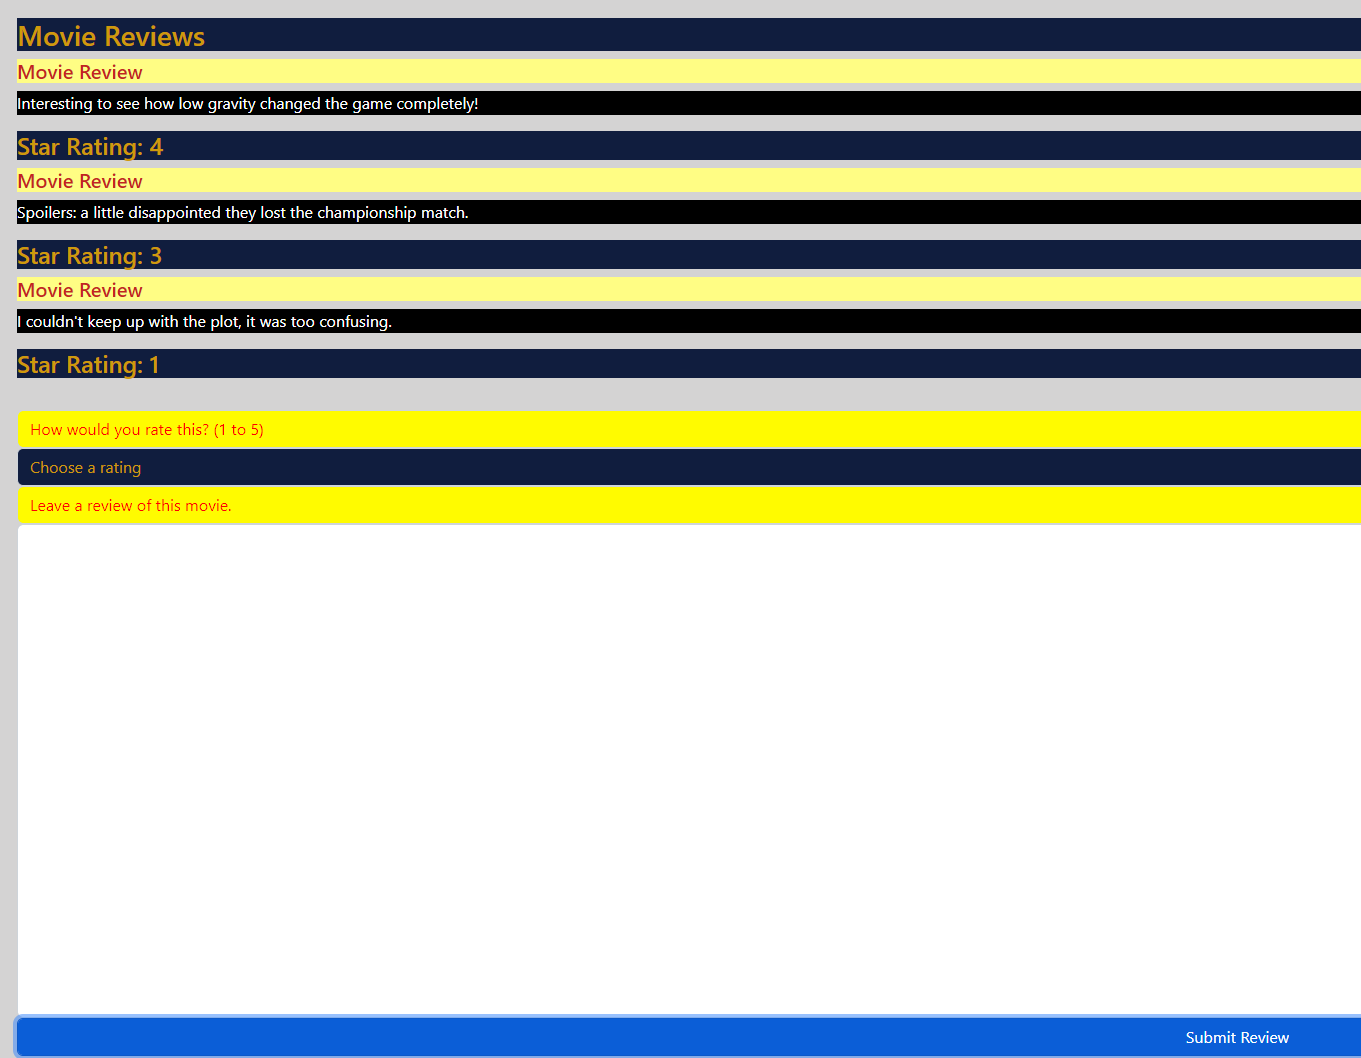 Movie Reviews
Movie Review
Interesting to see how low gravity changed the game completely!
Star Rating: 4
Movie Review
Spoilers: a little disappointed they lost the championship match.
Star Rating: 3
Movie Review
I couldn't keep up with the plot, it was too confusing.
Star Rating: 1
How would you rate this? (1 to 5)
Choose a rating
Leave a review of this movie.
Submit Review